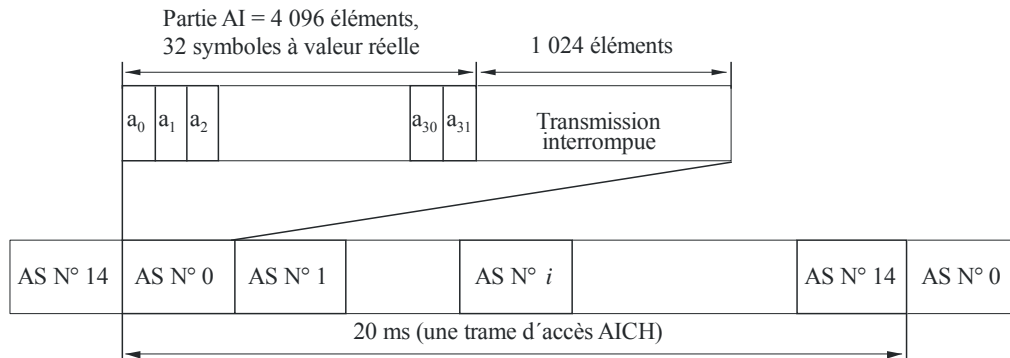 Partie AI = 4 096 éléments,
32 symboles à valeur réelle
1 024 éléments
a0 a1 a2 a30 a31 Transmission
interrompue
AS N° 14 AS N° 0 AS N° 1 AS N° i AS N° 14 AS N° 0
20 ms (une trame d´accès AICH)